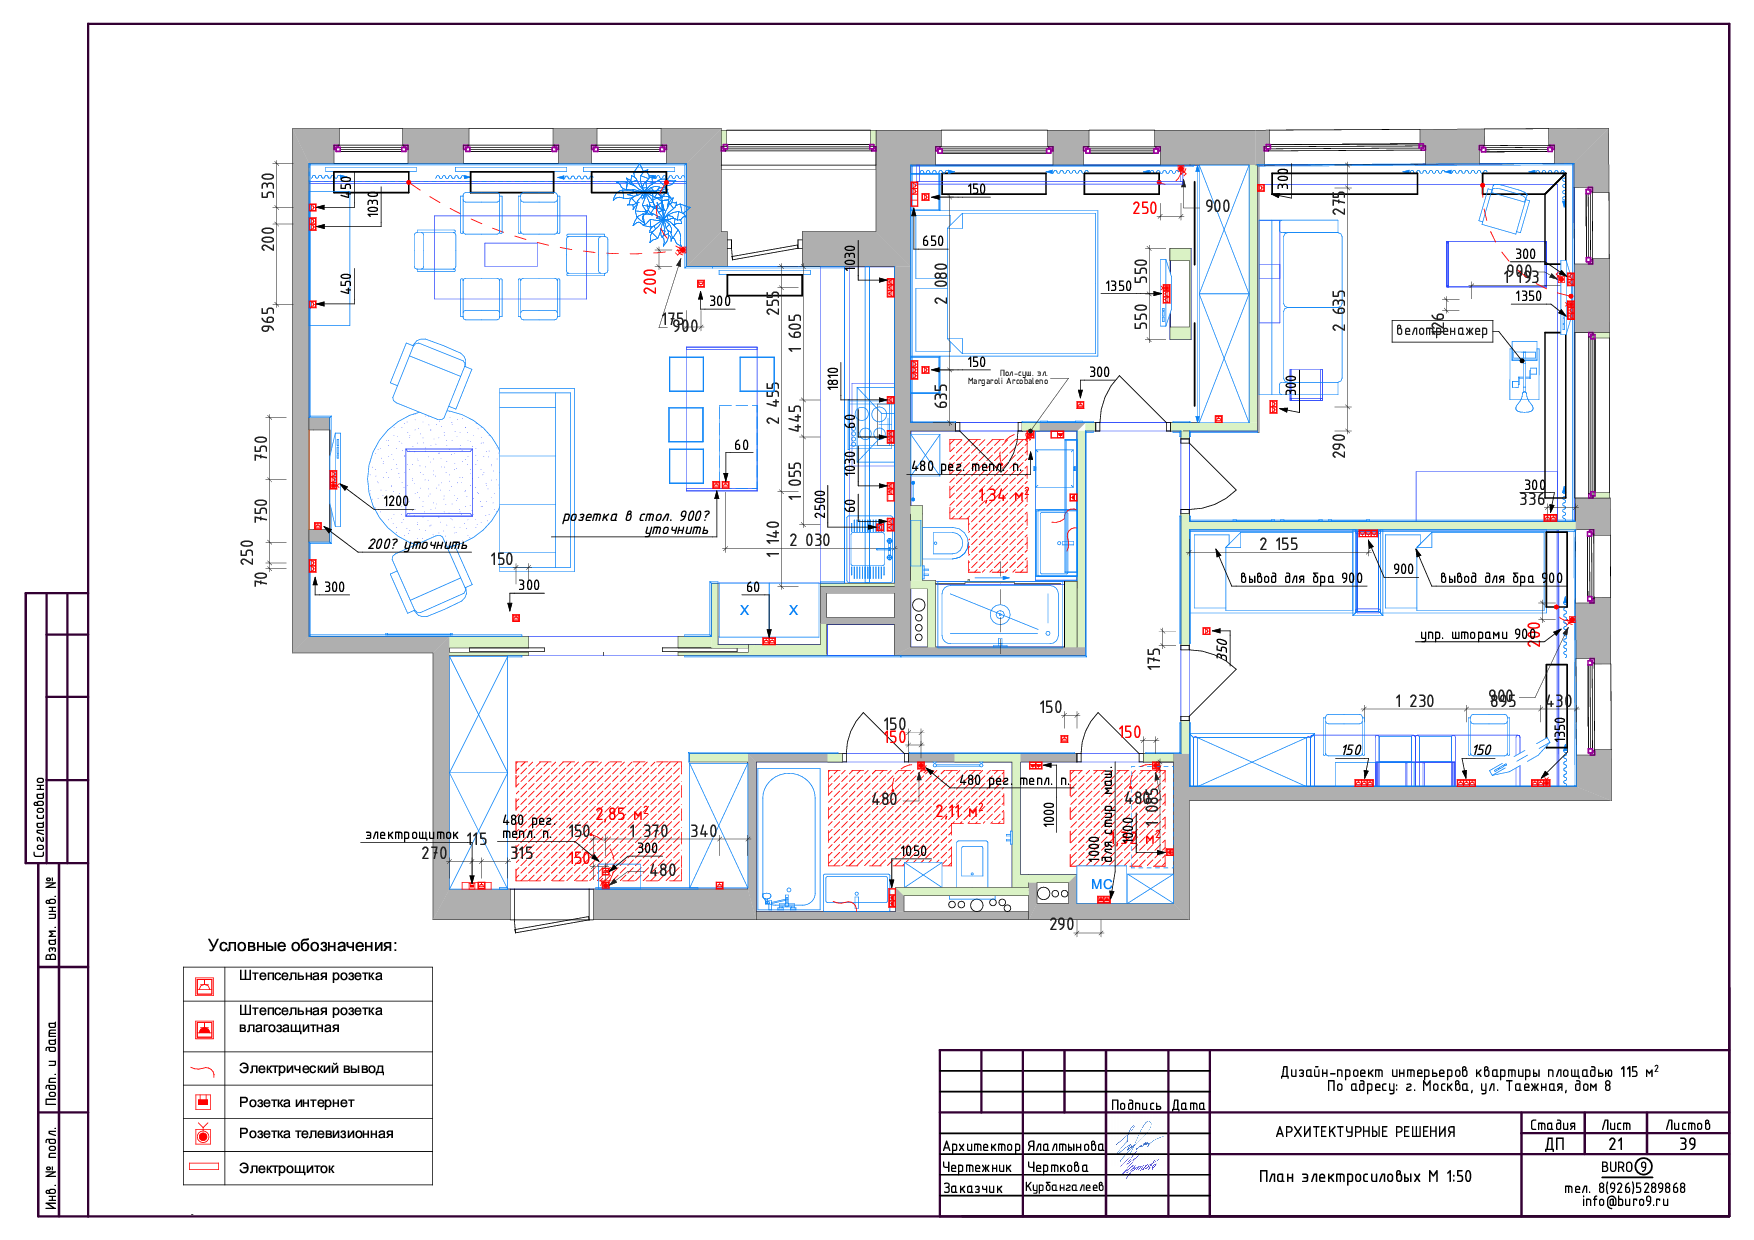 530
200
965
450
1030
450
200
175
900
300
255
1 605
2 455
445
1 055
1 140
1030
1810
60
1030
2500
60
60
2 030
розетка в стол. 900?
уточнить
750
750
250
70
1200
200? уточнить
300
150
300
60
X
X
150
650
2 080
635
150
250
900
550
550
1350
Пол-суш. эл.
Margaroli Arcobaleno
300
480 рег. тепл. п.
1,34 м²
300
275
2 635
300
290
300
900
1 193
1350
26
велотренажер
300
336
2 155
вывод для бра 900
900
вывод для бра 900
упр. шторами 900
200
350
175
900
1 230
895
430
1350
150
150
150
150
150
150
480 рег. тепл. п.
480
2,11 м²
1050
1000
для стир. маш.
1000
480
1 085
1000
МС
290
2,85 м²
480 рег.
тепл. п.
электрощиток
115
270
315
150
150
1 370
340
300
480
Условные обозначения:
Штепсельная розетка
Штепсельная розетка
влагозащитная
Электрический вывод
Розетка интернет
Розетка телевизионная
Электрощиток
Согласовано
Взам. инв. №
Подп. и дата
Инв. № подл.
Дизайн-проект интерьеров квартиры площадью 115 м²
По адресу: г. Москва, ул. Таежная, дом 8
Подпись Дата
АРХИТЕКТУРНЫЕ РЕШЕНИЯ
Стадия Лист Листов
ДП 21 39
Архитектор Ялалтынова
Чертежник Черткова
Заказчик Курбангалеев
План электросиловых М 1:50
BURO 9
тел. 8(926)5289868
info@buro9.ru